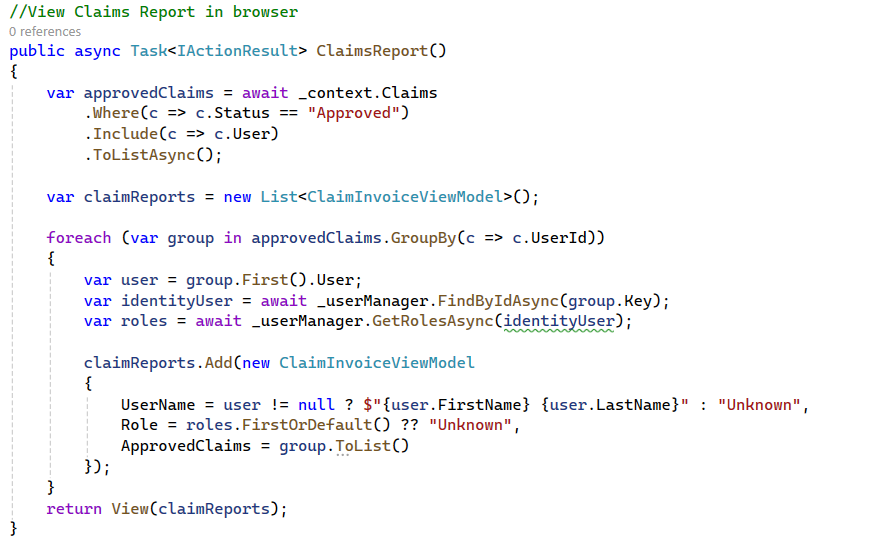 //View Claims Report in browser
0 references
public async Task<IActionResult> ClaimsReport()
{
    var approvedClaims = await _context.Claims
        .Where(c => c.Status == "Approved")
        .Include(c => c.User)
        .ToListAsync();
    var claimReports = new List<ClaimInvoiceViewModel>();
    foreach (var group in approvedClaims.GroupBy(c => c.UserId))
    {
        var user = group.First().User;
        var identityUser = await _userManager.FindByIdAsync(group.Key);
        var roles = await _userManager.GetRolesAsync(identityUser);
        claimReports.Add(new ClaimInvoiceViewModel
        {
            UserName = user != null ? $"{user.FirstName} {user.LastName}" : "Unknown",
            Role = roles.FirstOrDefault() ?? "Unknown",
            ApprovedClaims = group.ToList()
        });
    }
    return View(claimReports);
}